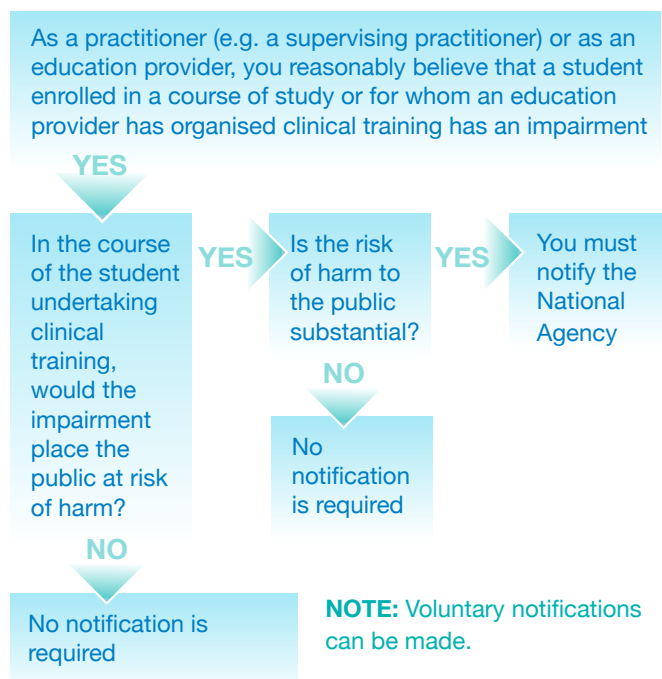 As a practitioner (e.g. a supervising practitioner) or as an
education provider, you reasonably believe that a student
enrolled in a course of study or for whom an education
provider has organised clinical training has an impairment
YES
In the course
of the student
undertaking
clinical
training,
would the
impairment
place the
public at risk
of harm?
YES
Is the risk
of harm to
the public
substantial?
YES
You must
notify the
National
Agency
NO
No
notification
is required
NO
No notification is
required
NOTE: Voluntary notifications
can be made.